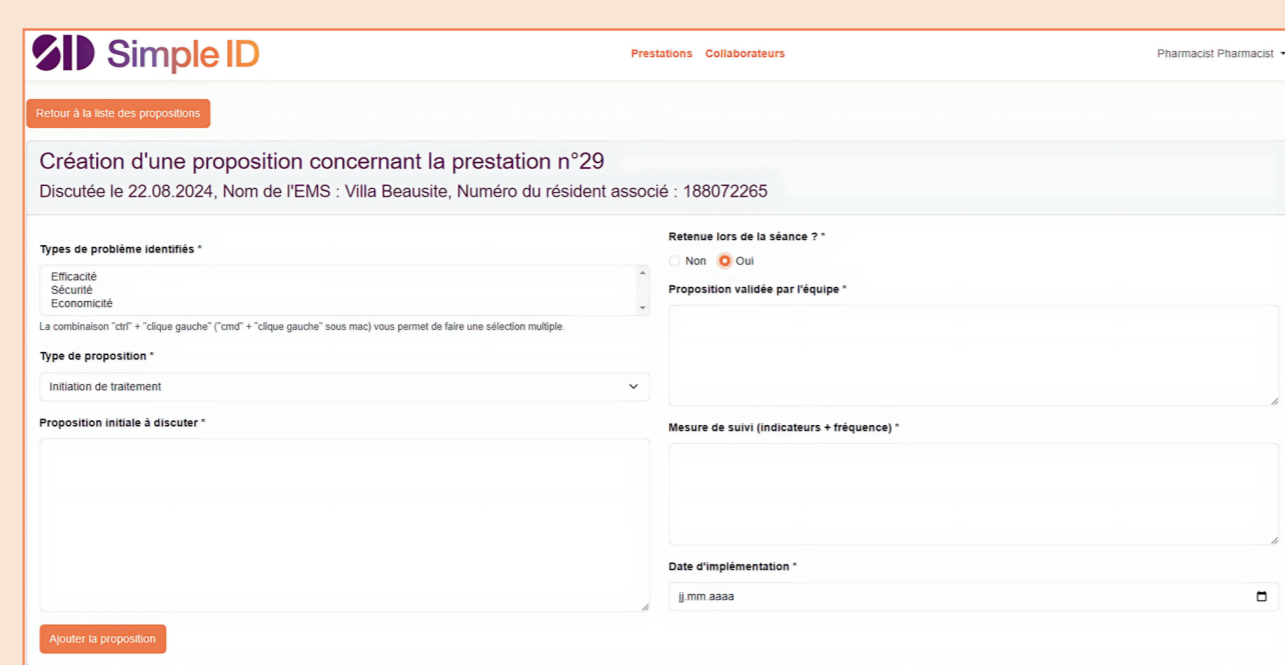 SID Simple ID
Prestations Collaborateurs
Pharmacist Pharmacist
Retour à la liste des propositions
Création d'une proposition concernant la prestation n°29
Discutée le 22.08.2024, Nom de l'EMS : Villa Beausite, Numéro du résident associé : 188072265
Types de problème identifiés *
Efficacité
Sécurité
Economicité
La combinaison "ctrl" + "clique gauche" ("cmd" + "clique gauche" sous mac) vous permet de faire une sélection multiple.
Type de proposition *
Initiation de traitement
Proposition initiale à discuter *
Ajouter la proposition
Retenue lors de la séance ? *
Non Oui
Proposition validée par l'équipe *
Mesure de suivi (indicateurs + fréquence) *
Date d'implémentation *
jj.mm.aaaa